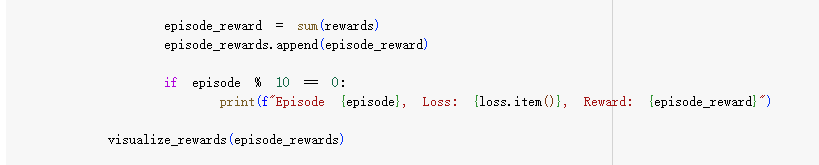 episode_reward = sum(rewards)
episode_rewards.append(episode_reward)
if episode % 10 == 0:
print(f"Episode {episode}, Loss: {loss.item()}, Reward: {episode_reward}")
visualize_rewards(episode_rewards)